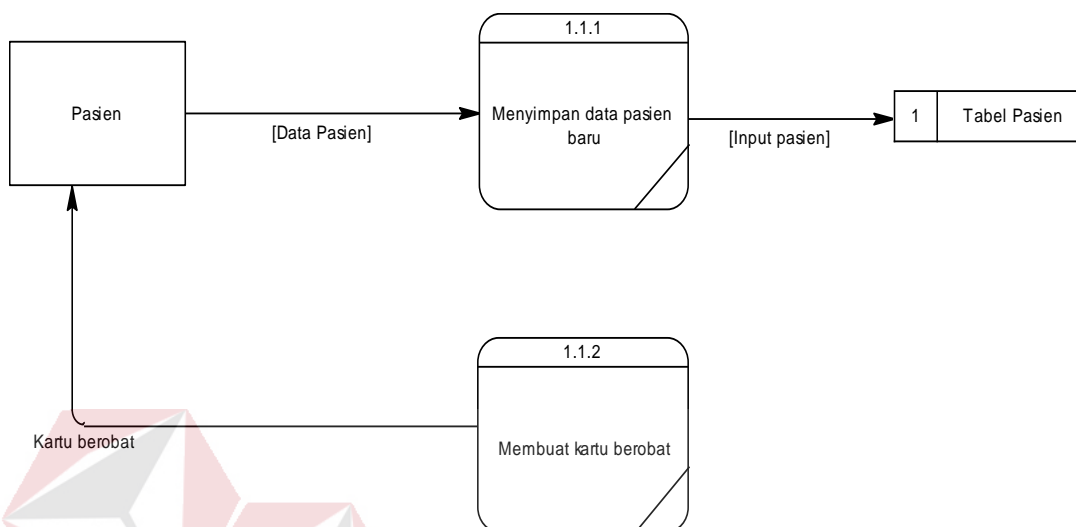 1.1.1
Pasien
[Data Pasien]
Menyimpan data pasien
baru
[Input pasien]
1
Tabel Pasien
1.1.2
Kartu berobat
Membuat kartu berobat